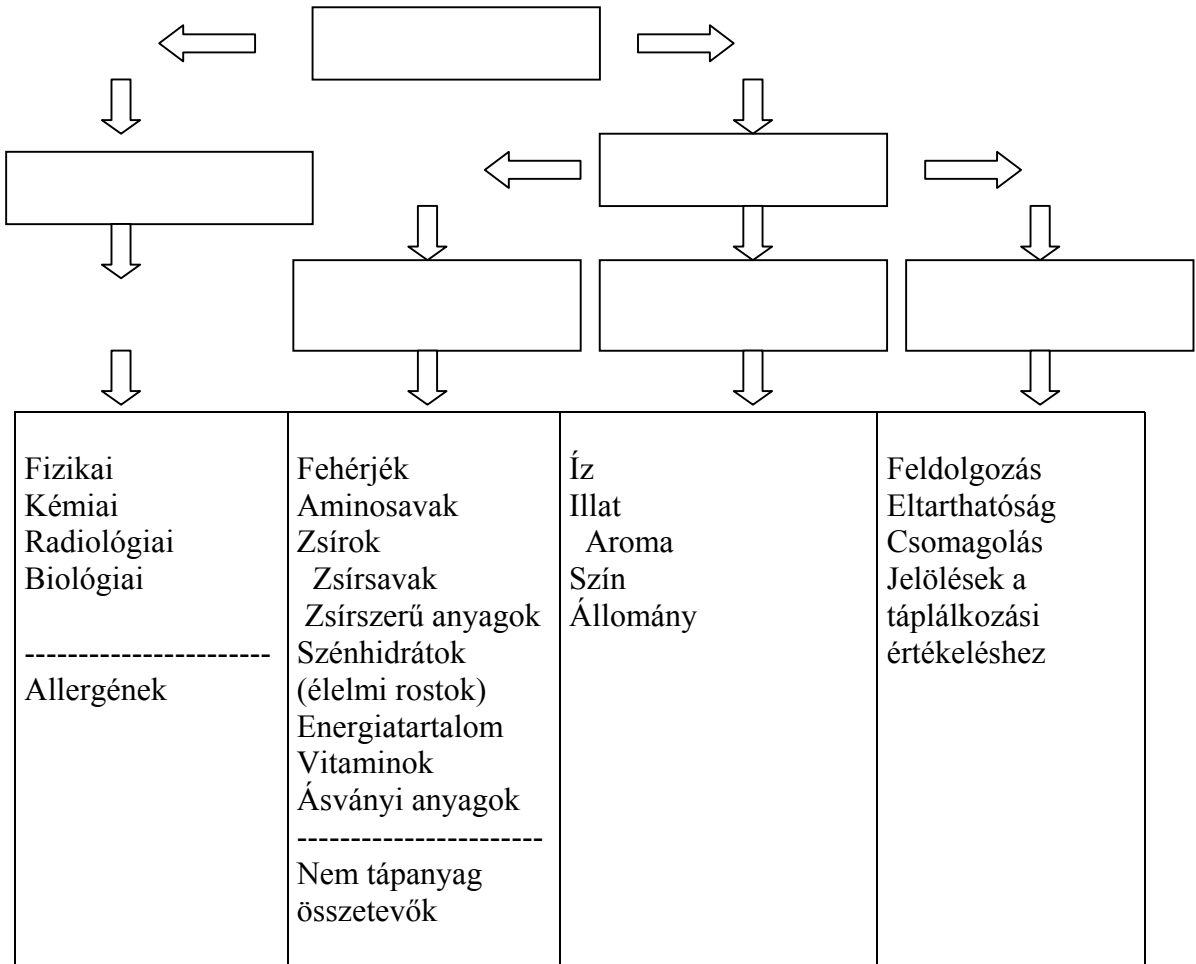 Fizikai
Kémiai
Radiológiai
Biológiai
-----------------------
Allergének
Fehérjék
Aminosavak
Zsírok
Zsírsavak
Zsírszerű anyagok
Szénhidrátok
(élelmi rostok)
Energiatartalom
Vitaminok
Ásványi anyagok
-----------------------
Nem tápanyag
összetevők
Íz
Illat
Aroma
Szín
Állomány
Feldolgozás
Eltarthatóság
Csomagolás
Jelölések a
táplálkozási
értékeléshez